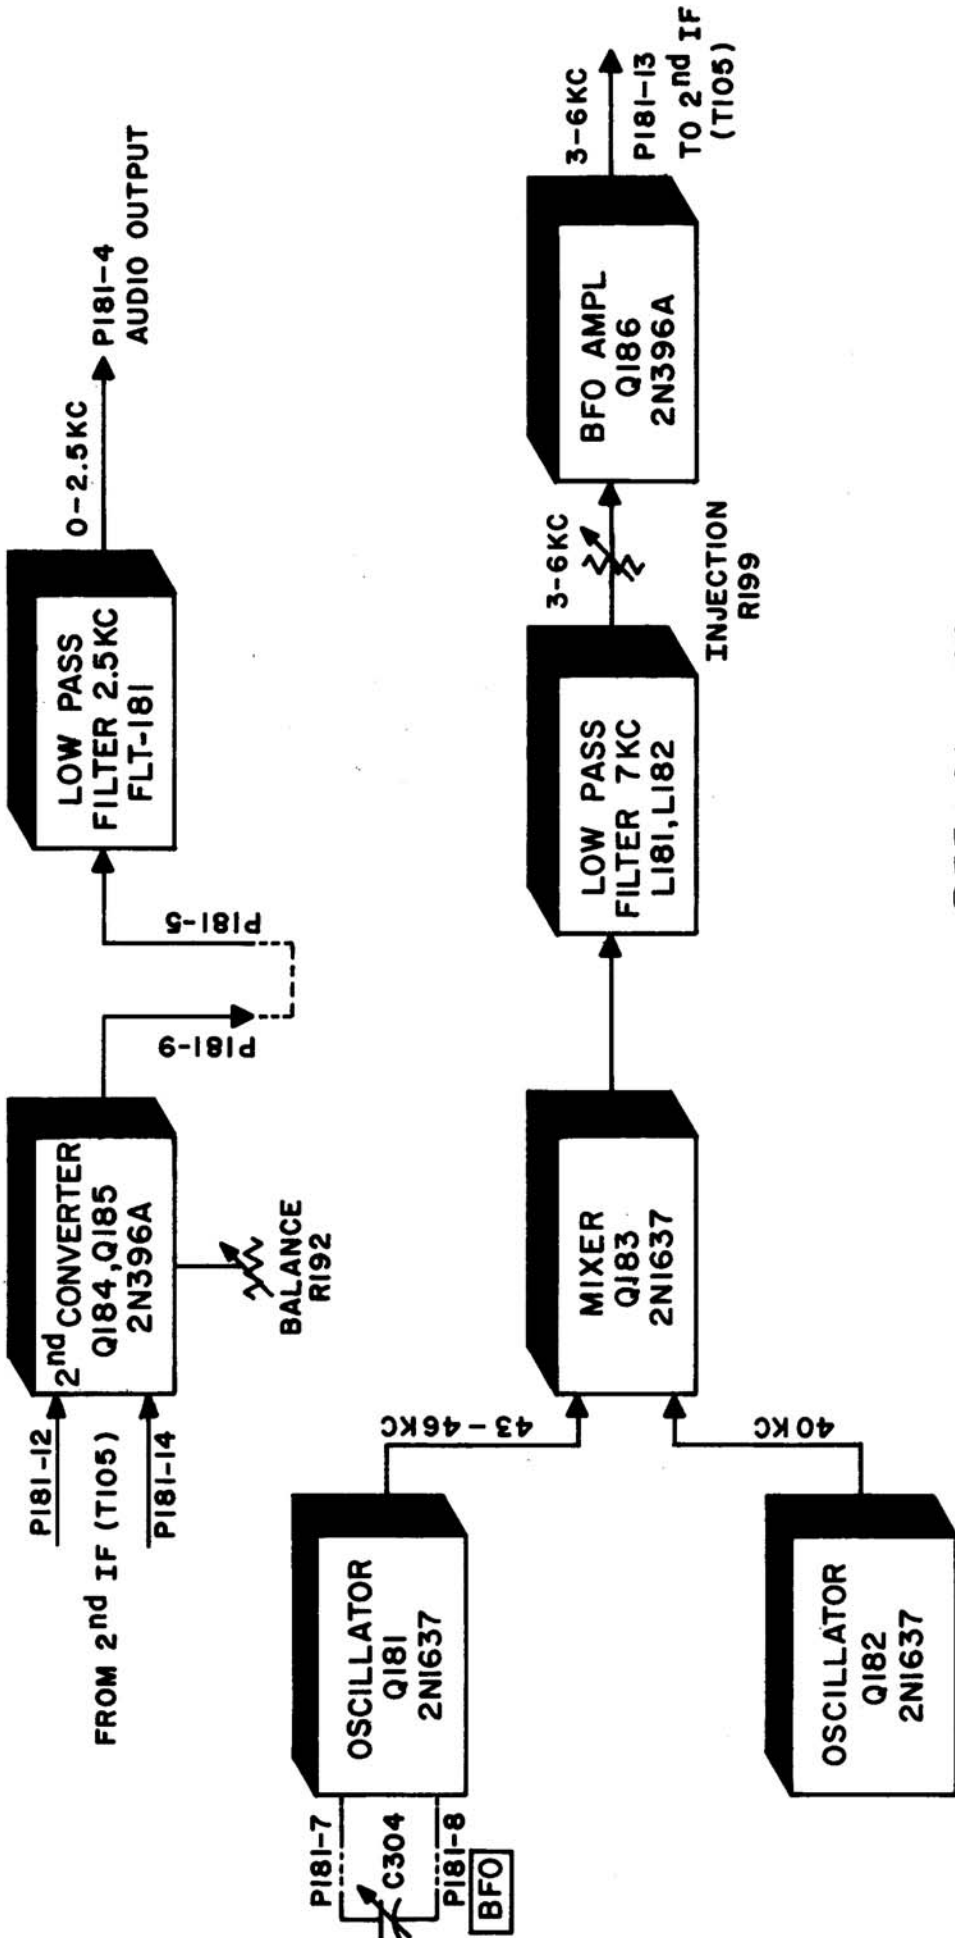 P181-12
FROM 2nd IF (T105)
P181-14
2nd CONVERTER
Q184,Q185
2N396A
BALANCE
R192
P181-9
P181-5
LOW PASS
FILTER 2.5KC
FLT-181
0-2.5KC
P181-4
AUDIO OUTPUT
P181-7
C304
P181-8
BFO
OSCILLATOR
Q181
2N1637
43-46KC
OSCILLATOR
Q182
2N1637
40KC
MIXER
Q183
2N1637
LOW PASS
FILTER 7KC
L181,L182
3-6KC
INJECTION
R199
BFO AMPL
Q186
2N396A
3-6KC
P181-13
TO 2nd IF
(T105)